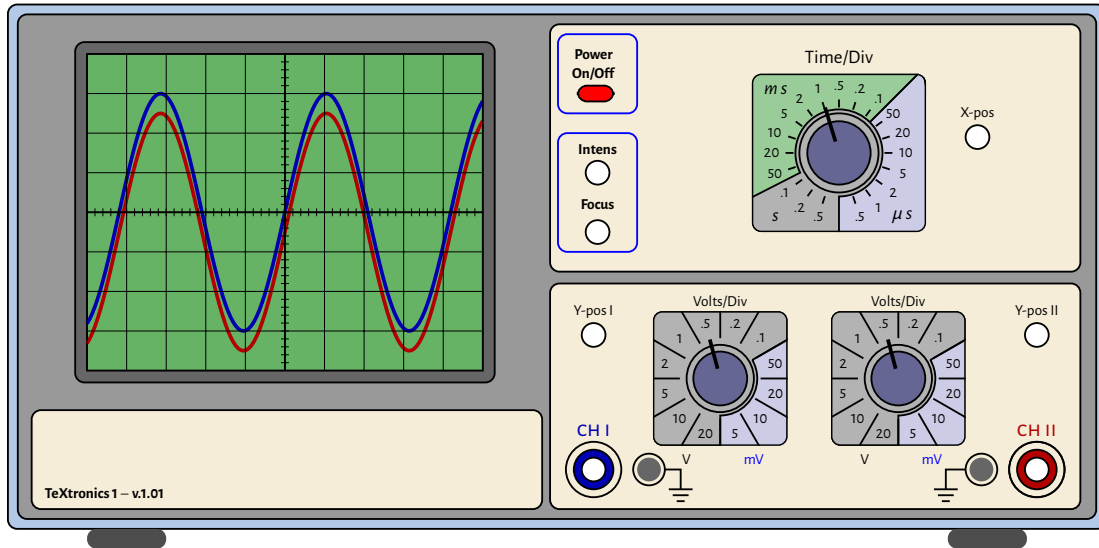 Power
On/Off
Intens
Focus
Time/Div
m s
50
20
10
5
2
1
.5
.2
.1
50
20
10
5
2
1
.5
μ s
.5
.2
.1
s
X-pos
Y-pos I
Volts/Div
20
10
5
2
1
.5
.2
.1
50
20
10
5
V
mV
CH I
Volts/Div
20
10
5
2
1
.5
.2
.1
50
20
10
5
V
mV
Y-pos II
CH II
TeXtronics 1 – v.1.01